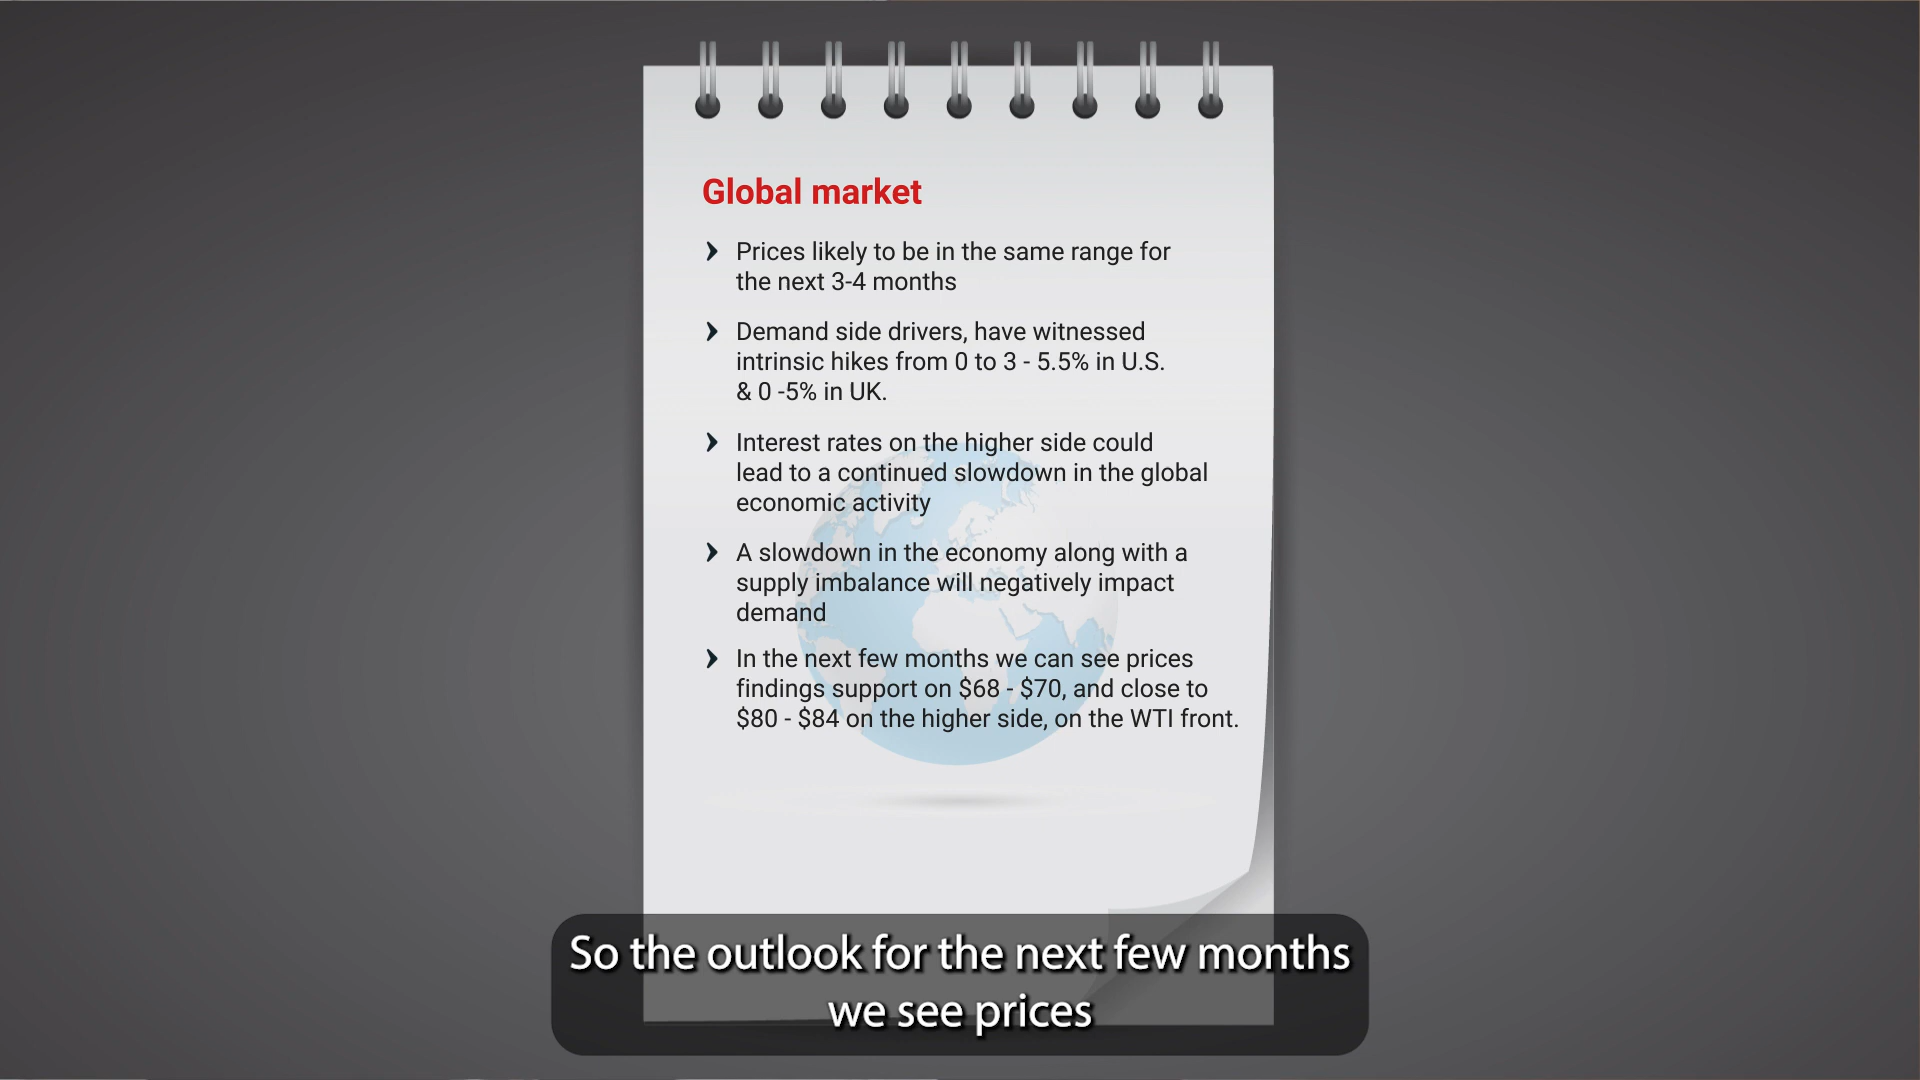 Global market
Prices likely to be in the same range for
the next 3-4 months
Demand side drivers, have witnessed
intrinsic hikes from 0 to 3 - 5.5% in U.S.
& 0 -5% in UK.
Interest rates on the higher side could
lead to a continued slowdown in the global
economic activity
A slowdown in the economy along with a
supply imbalance will negatively impact
demand
In the next few months we can see prices
findings support on $68 - $70, and close to
$80 - $84 on the higher side, on the WTI front.
So the outlook for the next few months
we see prices